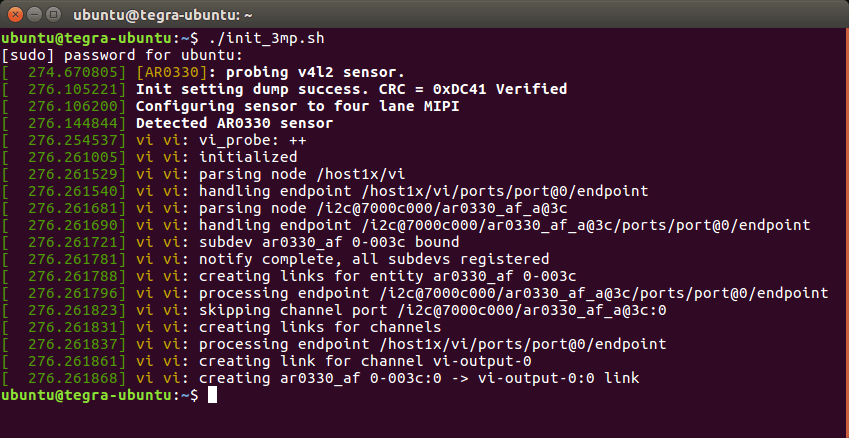 ubuntu@tegra-ubuntu: ~
ubuntu@tegra-ubuntu:~$ ./init_3mp.sh
[sudo] password for ubuntu:
[  274.670805] [AR0330]: probing v4l2 sensor.
[  276.105221] Init setting dump success. CRC = 0xDC41 Verified
[  276.106200] Configuring sensor to four lane MIPI
[  276.144844] Detected AR0330 sensor
[  276.254537] vi vi: vi_probe: ++
[  276.261005] vi vi: initialized
[  276.261529] vi vi: parsing node /host1x/vi
[  276.261540] vi vi: handling endpoint /host1x/vi/ports/port@0/endpoint
[  276.261681] vi vi: parsing node /i2c@7000c000/ar0330_af_a@3c
[  276.261690] vi vi: handling endpoint /i2c@7000c000/ar0330_af_a@3c/ports/port@0/endpoint
[  276.261721] vi vi: subdev ar0330_af 0-003c bound
[  276.261781] vi vi: notify complete, all subdevs registered
[  276.261788] vi vi: creating links for entity ar0330_af 0-003c
[  276.261796] vi vi: processing endpoint /i2c@7000c000/ar0330_af_a@3c/ports/port@0/endpoint
[  276.261823] vi vi: skipping channel port /i2c@7000c000/ar0330_af_a@3c:0
[  276.261831] vi vi: creating links for channels
[  276.261837] vi vi: processing endpoint /host1x/vi/ports/port@0/endpoint
[  276.261861] vi vi: creating link for channel vi-output-0
[  276.261868] vi vi: creating ar0330_af 0-003c:0 -> vi-output-0:0 link
ubuntu@tegra-ubuntu:~$